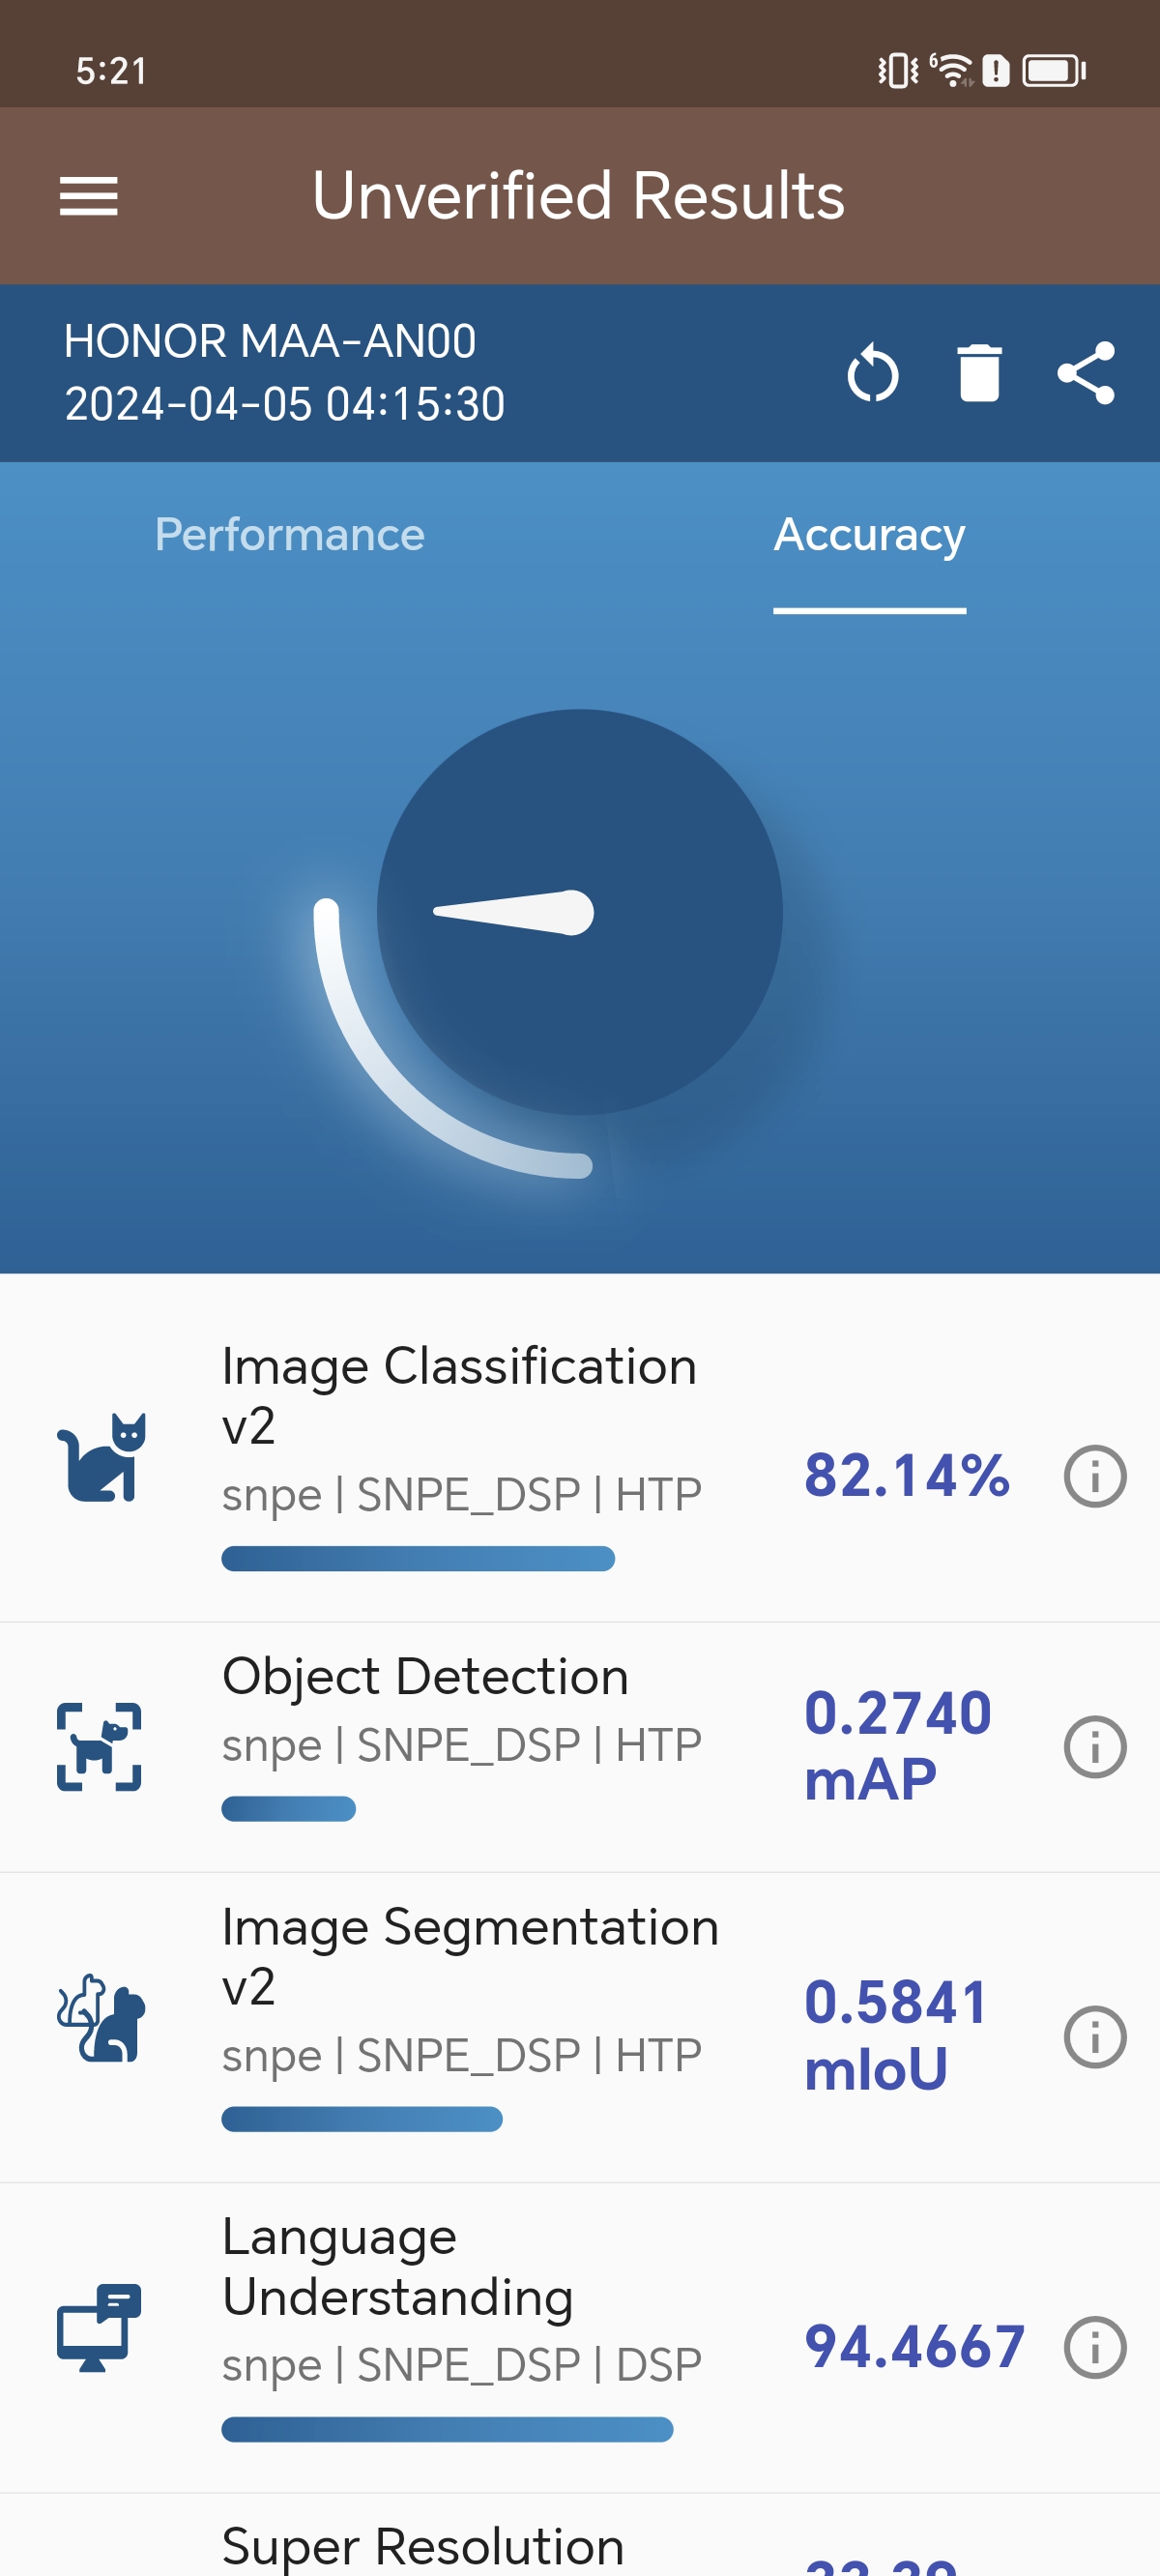 5:21
6
Unverified Results
HONOR MAA-AN00
2024-04-05 04:15:30
Performance
Accuracy
Image Classification
v2
snpe | SNPE_DSP | HTP
82.14%
Object Detection
snpe | SNPE_DSP | HTP
0.2740
mAP
Image Segmentation
v2
snpe | SNPE_DSP | HTP
0.5841
mIoU
Language
Understanding
snpe | SNPE_DSP | DSP
94.4667
Super Resolution